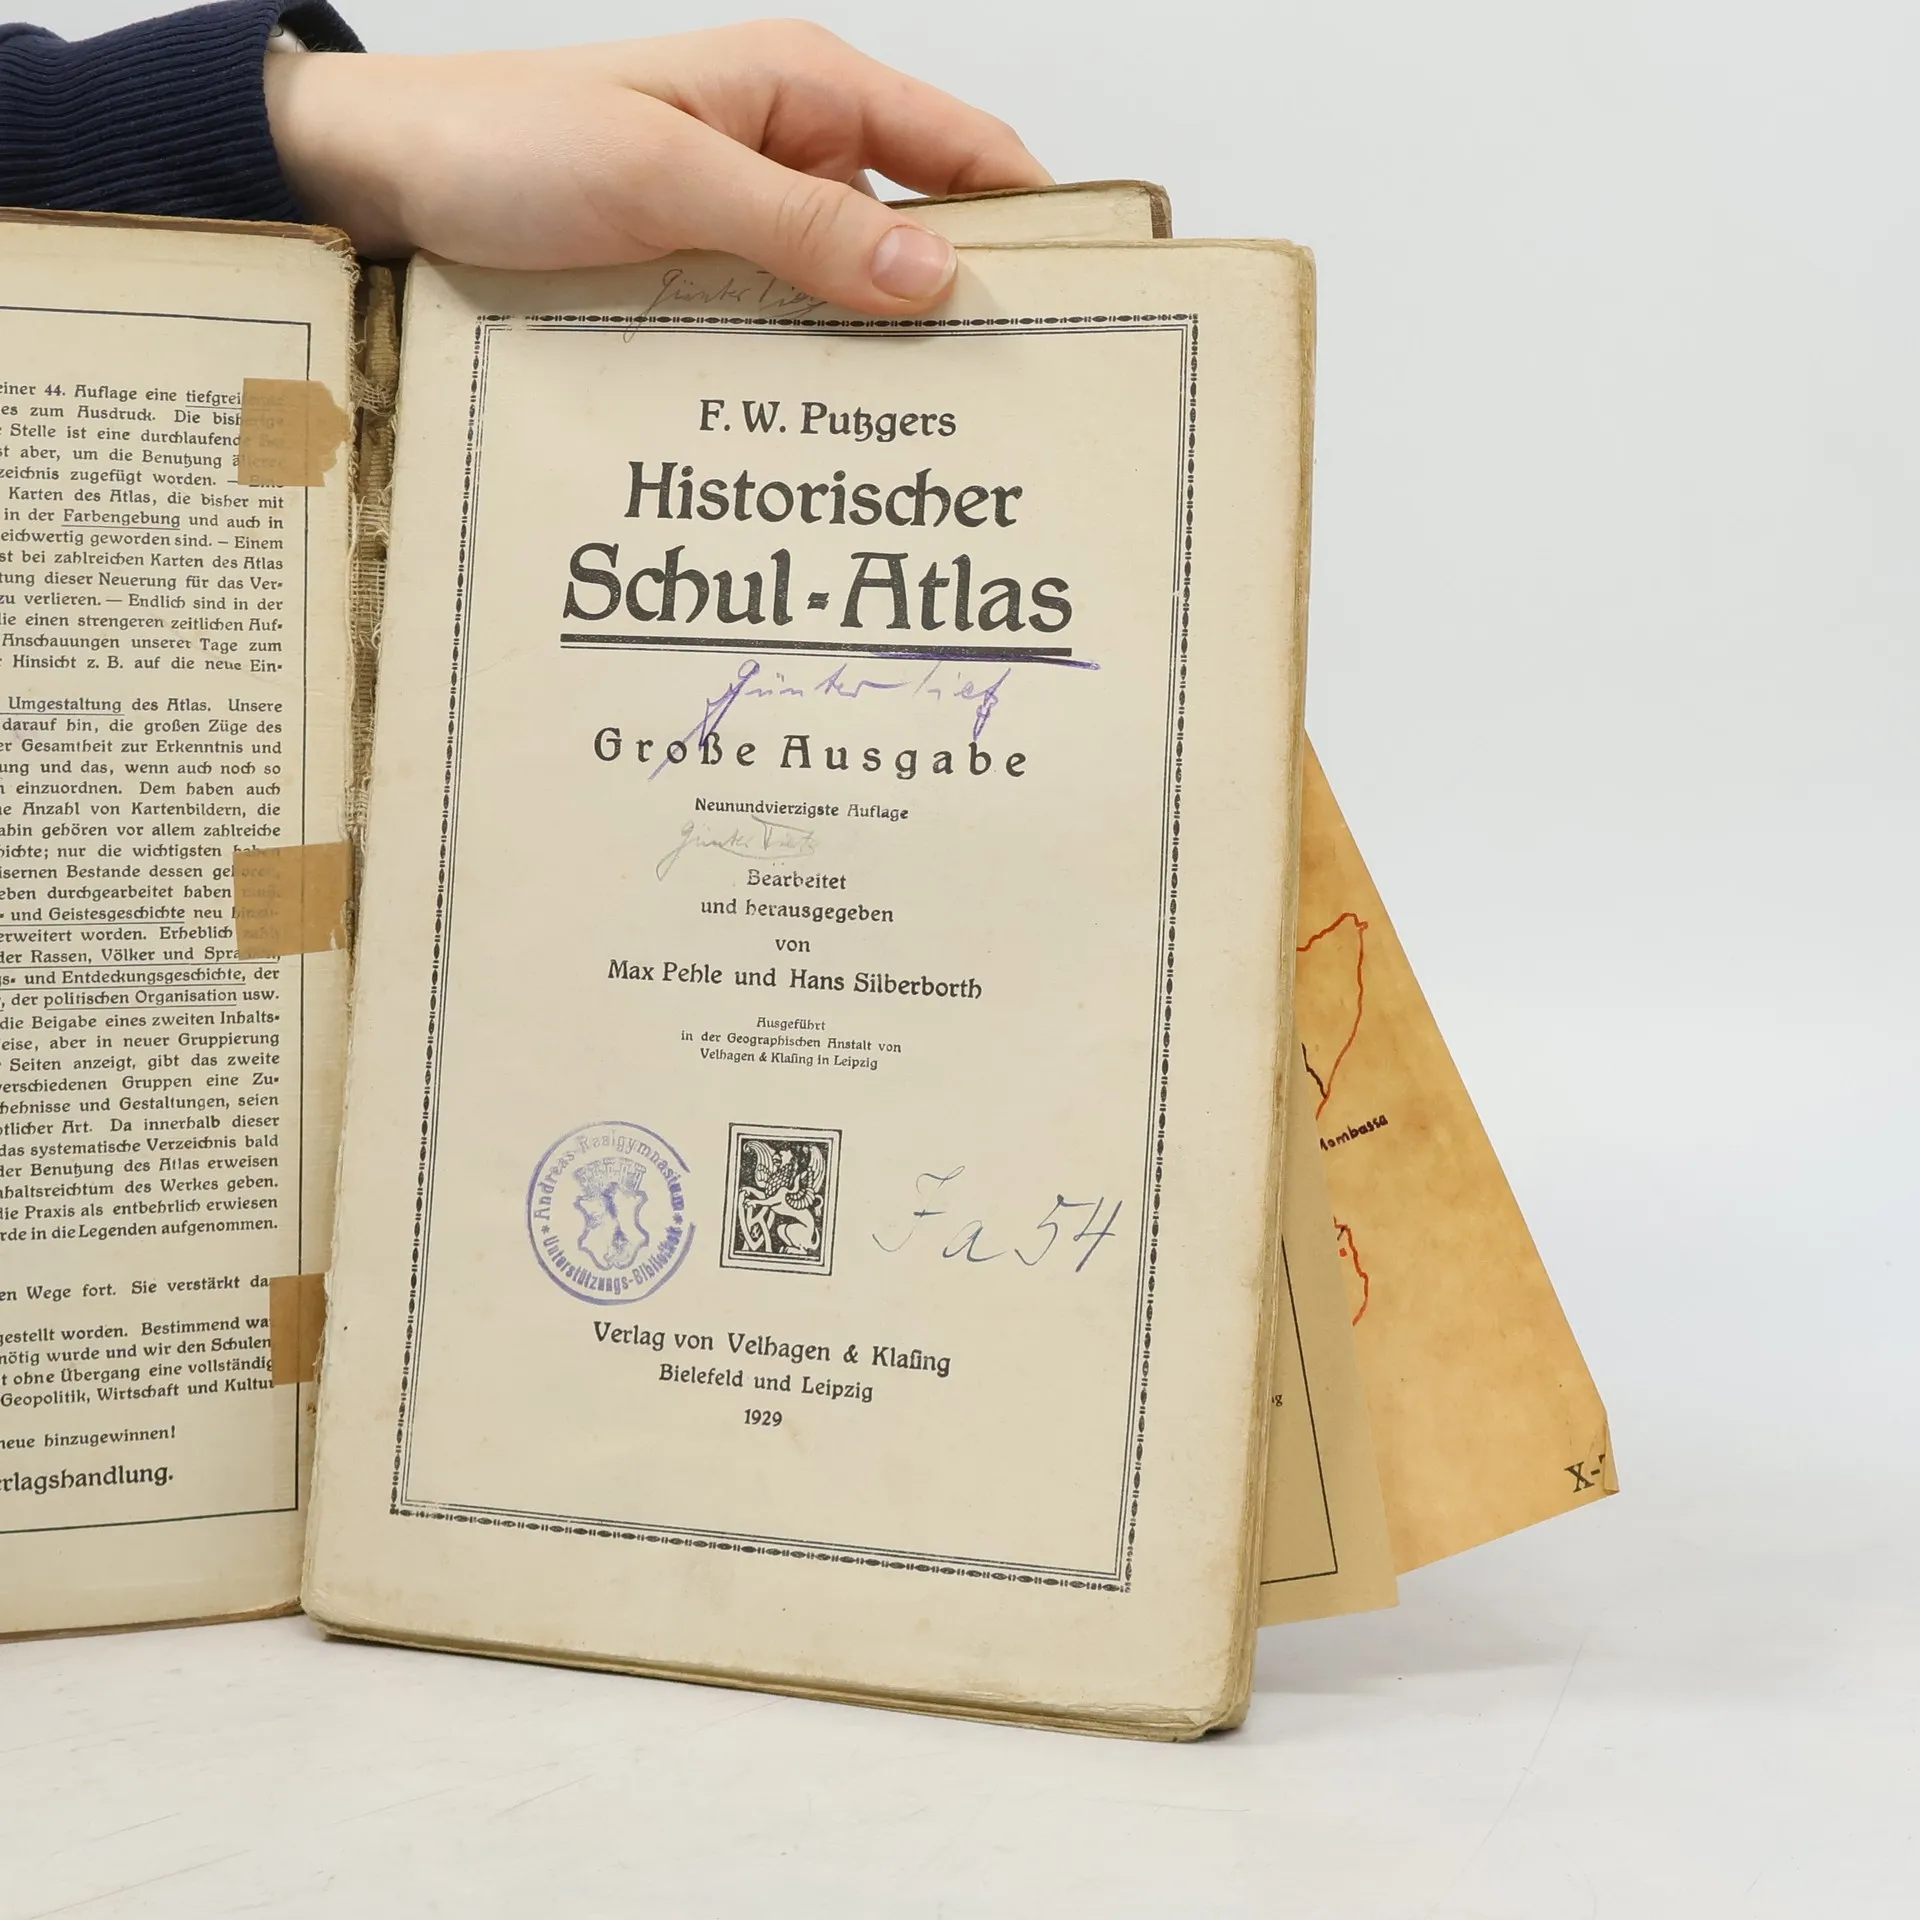 einer 44. Auflage eine
es zum Ausdruck. Die
Stelle ist eine durchlaufende
st aber, um die Benutzung
zeichnis zugefügt worden. –
Karten des Atlas, die bisher mit
in der Farbengebung und auch in
eichwertig geworden sind. – Einem
st bei zahlreichen Karten des Atlas
tung dieser Neuerung für das Ver-
zu verlieren. — Endlich sind in der
die einen strengeren zeitlichen Auf-
Anschauungen unserer Tage zum
Hinsicht z. B. auf die neue Ein-
Umgestaltung des Atlas. Unsere
darauf hin, die großen Züge des
er Gesamtheit zur Erkenntnis und
ung und das, wenn auch noch so
n einzuordnen. Dem haben auch
ne Anzahl von Kartenbildern, die
ahin gehören vor allem zahlreiche
hichte; nur die wichtigsten haben
isernen Bestande dessen
eben durchgearbeitet haben
- und Geistesgeschichte neu
erweitert worden. Erheblich
der Rassen, Völker und
gs- und Entdeckungsgeschichte, der
, der politischen Organisation usw.
die Beigabe eines zweiten Inhalts-
eise, aber in neuer Gruppierung
Seiten anzeigt, gibt das zweite
verschiedenen Gruppen eine Zu-
hehnisse und Gestaltungen, seien
htlicher Art. Da innerhalb dieser
das systematische Verzeichnis bald
der Benutzung des Atlas erweisen
nhaltsreichtum des Werkes geben.
die Praxis als entbehrlich erwiesen
rde in die Legenden aufgenommen.
en Wege fort. Sie verstärkt da
gestellt worden. Bestimmend wa
nötig wurde und wir den Schulen
t ohne Übergang eine vollständig
Geopolitik, Wirtschaft und Kultur
neue hinzugewinnen!
rlagshandlung.
Günter
F. W. Putzgers
Historischer
Schul-Atlas
Günter Tietz
Große Ausgabe
Neunundvierzigste Auflage
Günter Tietz
Bearbeitet
und herausgegeben
von
Max Pehle und Hans Silberborth
Ausgeführt
in der Geographischen Anstalt von
Velhagen & Klasing in Leipzig
Andreas-Realgymnasium
* Unterstützungs-Bibliothek *
VK
Fa 54
Verlag von Velhagen & Klasing
Bielefeld und Leipzig
1929
Mombassa
ng
X-